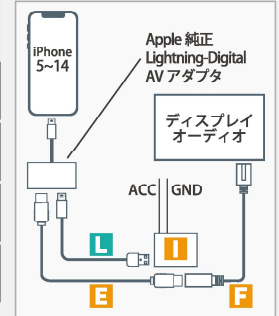 iPhone
5~14
Apple 純正
Lightning-Digital
AV アダプタ
ディスプレイ
オーディオ
ACC GND
L
I
E
F